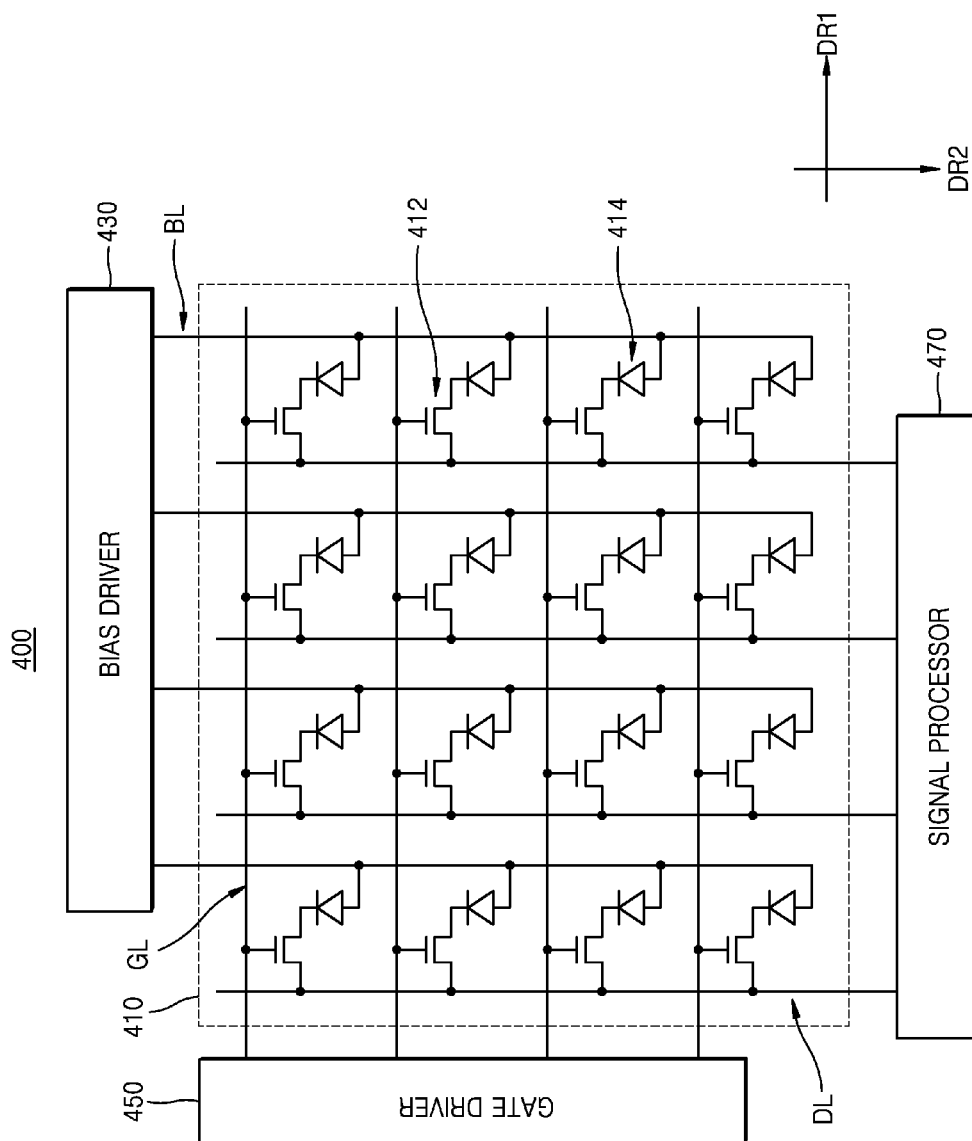 400
BIAS DRIVER
430
BL
GL
410
412
414
450
GATE DRIVER
DL
SIGNAL PROCESSOR
470
DR1
DR2